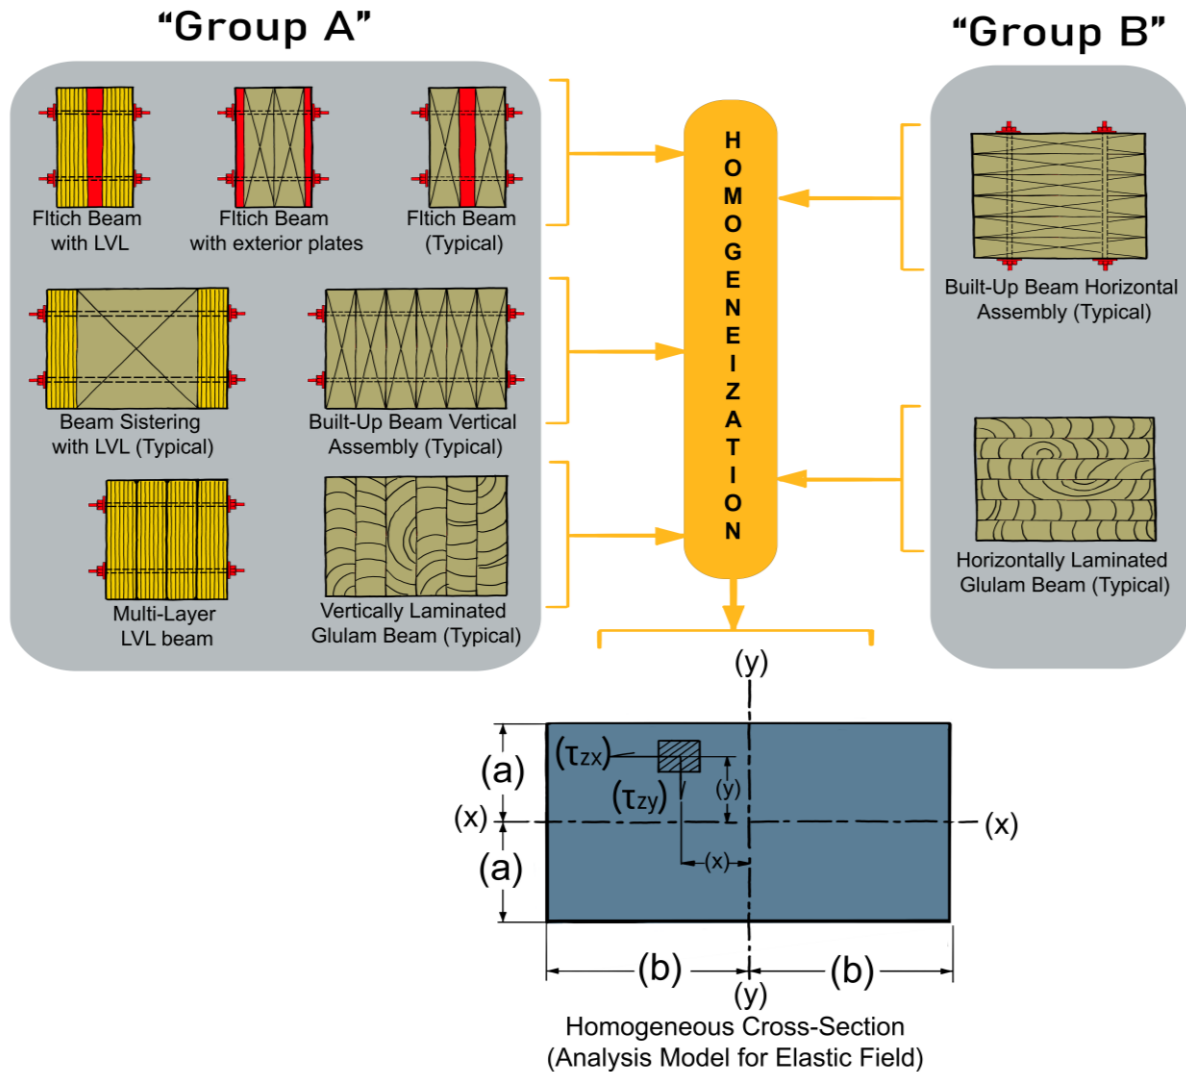 “Group A”
Fltich Beam
with LVL
Fltich Beam
with exterior plates
Fltich Beam
(Typical)
Beam Sistering
with LVL (Typical)
Built-Up Beam Vertical
Assembly (Typical)
Multi-Layer
LVL beam
Vertically Laminated
Glulam Beam (Typical)
HOMOGENEIZATION
“Group B”
Built-Up Beam Horizontal
Assembly (Typical)
Horizontally Laminated
Glulam Beam (Typical)
(y)
(a)
(τzx)
(τzy)
(y)
(x)
(x)
(x)
(a)
(b)
(b)
(y)
Homogeneous Cross-Section
(Analysis Model for Elastic Field)